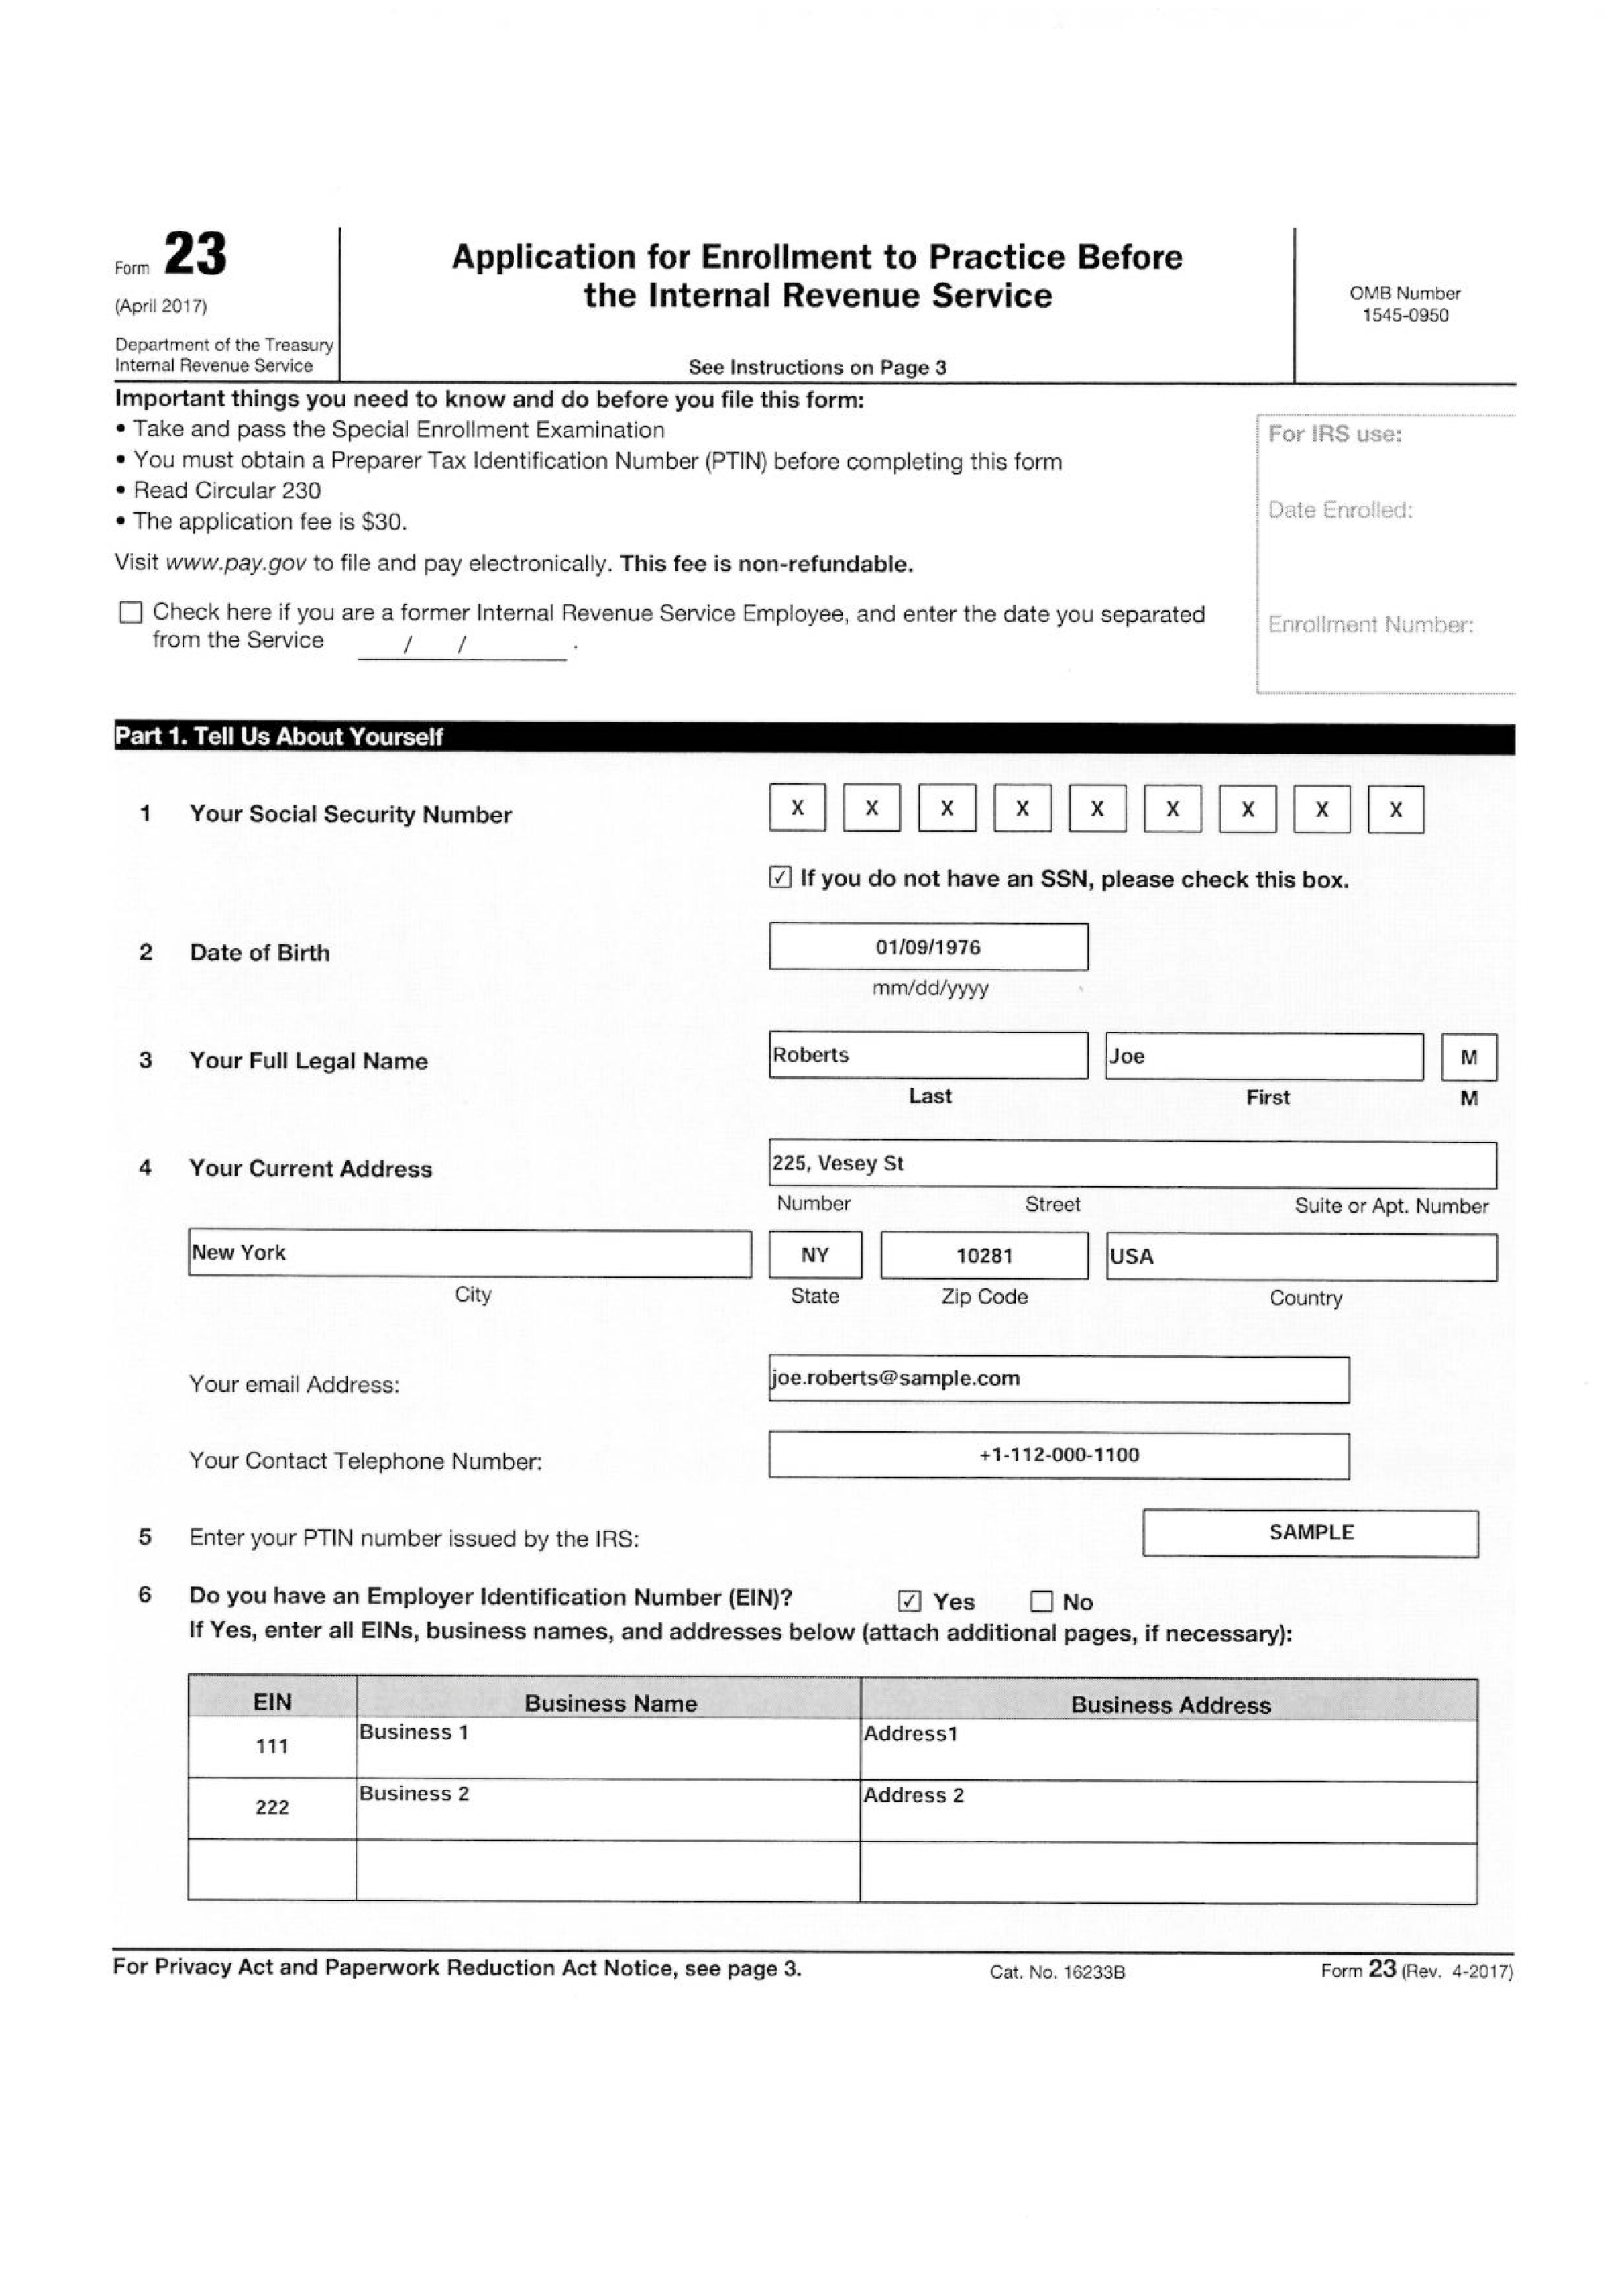 Form 23
(April 2017)
Department of the Treasury
Internal Revenue Service
Application for Enrollment to Practice Before
the Internal Revenue Service
See Instructions on Page 3
OMB Number
1545-0950
Important things you need to know and do before you file this form:
• Take and pass the Special Enrollment Examination
• You must obtain a Preparer Tax Identification Number (PTIN) before completing this form
• Read Circular 230
• The application fee is $30.
Visit www.pay.gov to file and pay electronically. This fee is non-refundable.
Check here if you are a former Internal Revenue Service Employee, and enter the date you separated
from the Service / / .
For IRS use:
Date Enrolled:
Enrollment Number:
Part 1. Tell Us About Yourself
1 Your Social Security Number X X X X X X X X X
✓ If you do not have an SSN, please check this box.
2 Date of Birth 01/09/1976
mm/dd/yyyy
3 Your Full Legal Name Roberts Joe M
Last First M
4 Your Current Address 225, Vesey St
Number Street Suite or Apt. Number
New York NY 10281 USA
City State Zip Code Country
Your email Address: joe.roberts@sample.com
Your Contact Telephone Number: +1-112-000-1100
5 Enter your PTIN number issued by the IRS: SAMPLE
6 Do you have an Employer Identification Number (EIN)? ✓ Yes No
If Yes, enter all EINs, business names, and addresses below (attach additional pages, if necessary):
EIN Business Name Business Address
111 Business 1 Address1
222 Business 2 Address 2
For Privacy Act and Paperwork Reduction Act Notice, see page 3. Cat. No. 16233B Form 23 (Rev. 4-2017)